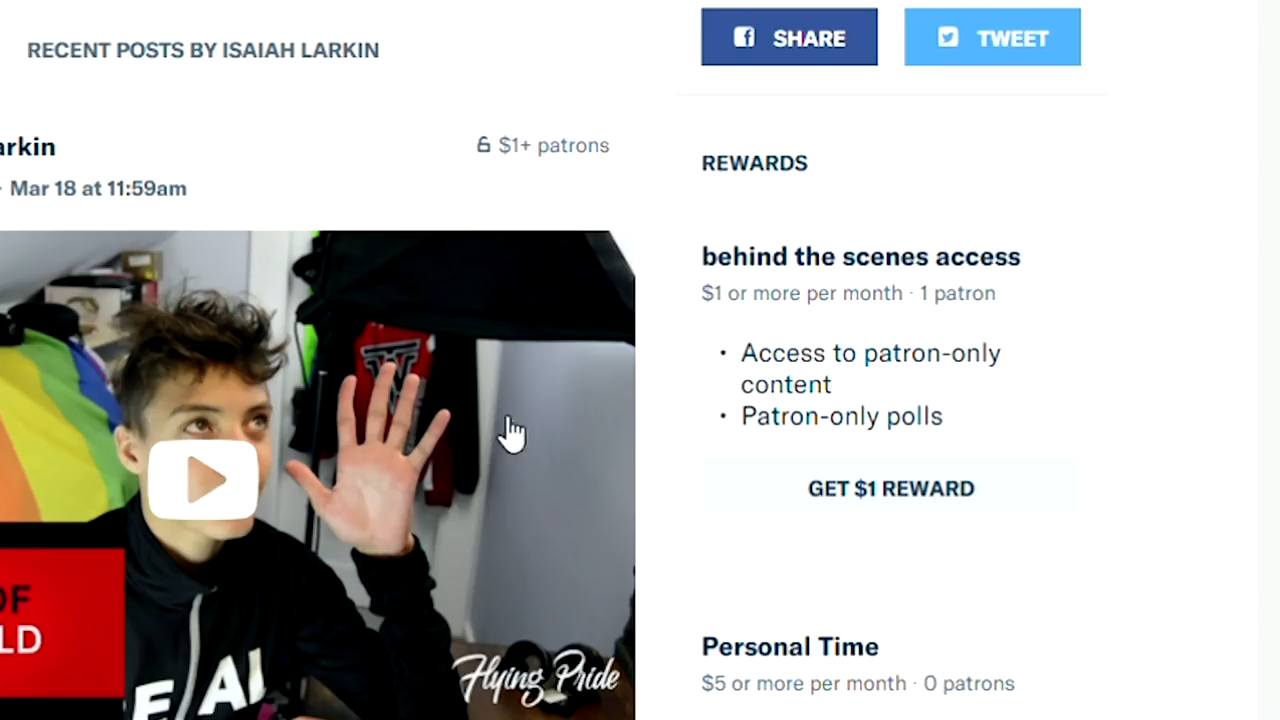 RECENT POSTS BY ISAIAH LARKIN
arkin
$1+ patrons
· Mar 18 at 11:59am
OF
LD
Flying Pride
SHARE
TWEET
REWARDS
behind the scenes access
$1 or more per month · 1 patron
• Access to patron-only
content
• Patron-only polls
GET $1 REWARD
Personal Time
$5 or more per month · 0 patrons